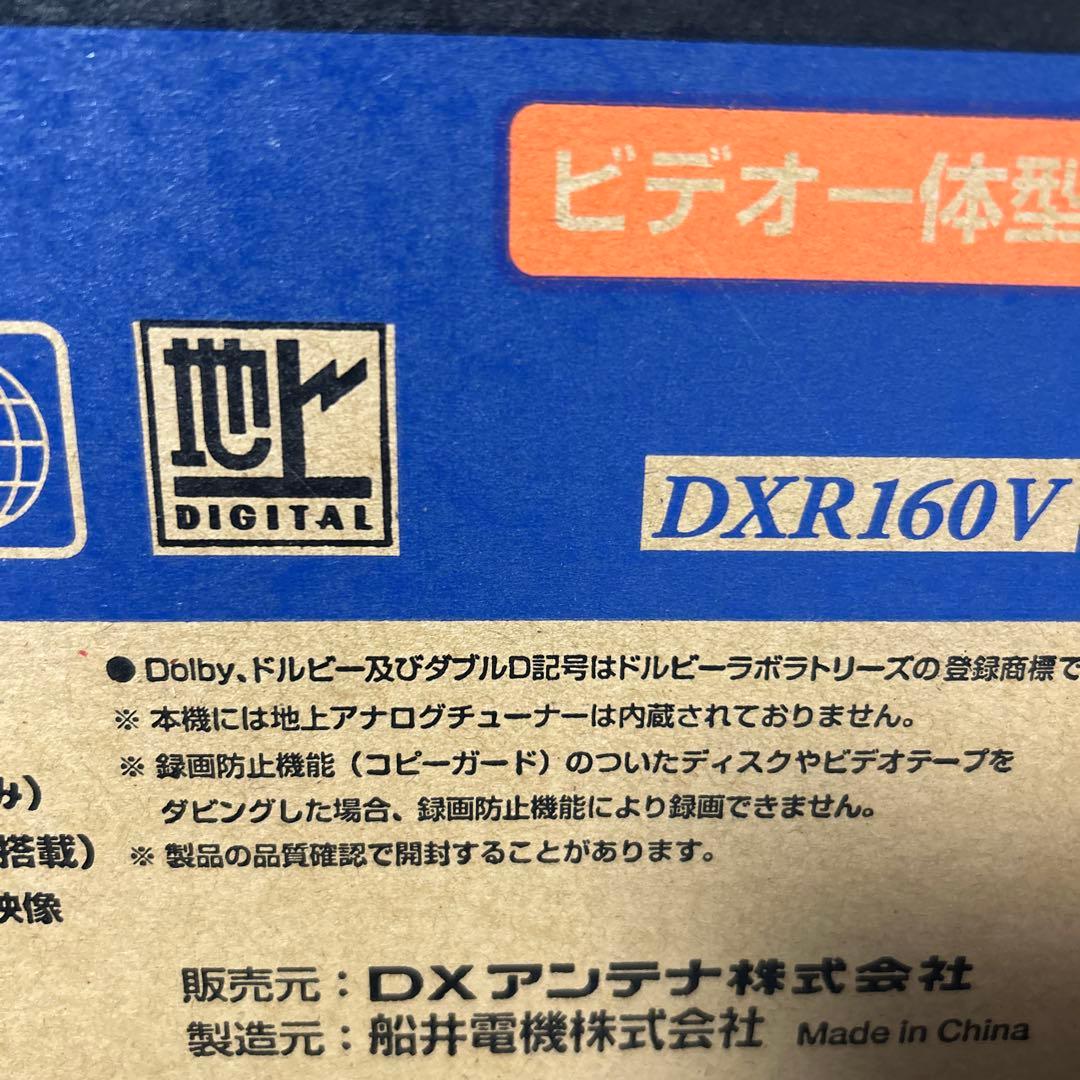 ビデオ一体型
地上
DIGITAL
DXR160V
● Dolby、ドルビー及びダブルD記号はドルビーラボラトリーズの登録商標で
※ 本機には地上アナログチューナーは内蔵されておりません。
※ 録画防止機能（コピーガード）のついたディスクやビデオテープを
ダビングした場合、録画防止機能により録画できません。
み）
搭載）
※ 製品の品質確認で開封することがあります。
映像
販売元：DXアンテナ株式会社
製造元：船井電機株式会社 Made in China